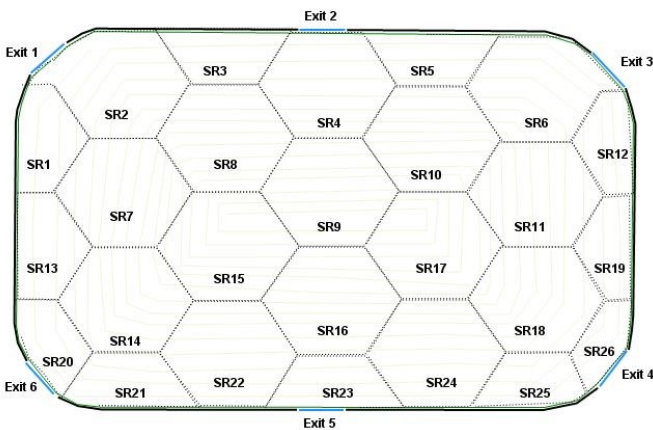 Exit 2
Exit 1
Exit 3
SR3
SR5
SR2
SR4
SR6
SR1
SR8
SR10
SR12
SR7
SR9
SR11
SR13
SR15
SR17
SR19
SR14
SR16
SR18
SR20
SR26
Exit 6
SR21
SR22
SR23
SR24
SR25
Exit 4
Exit 5